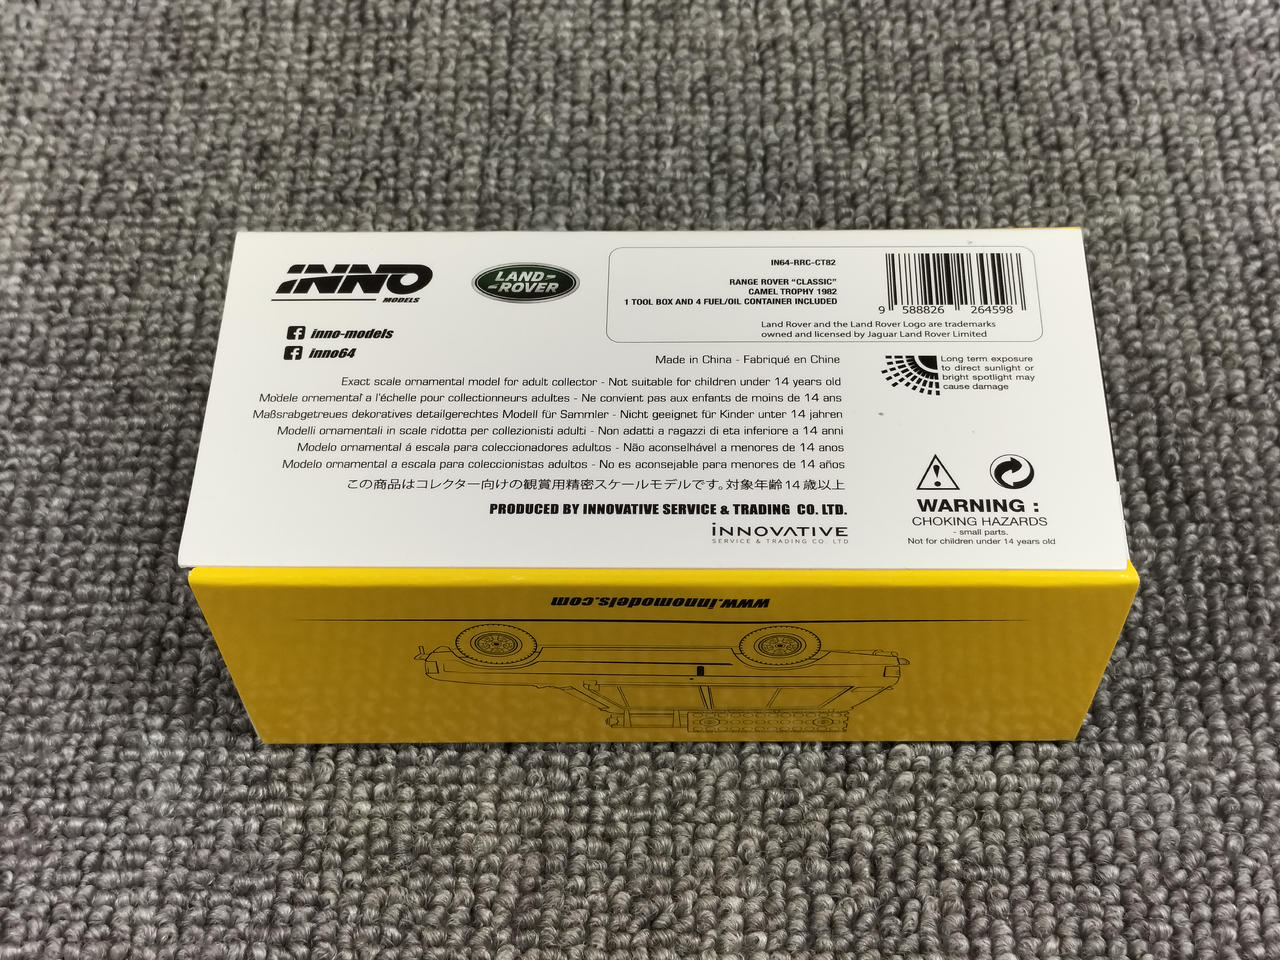 INNO
MODELS
LAND-
-ROVER
IN64-RRC-CT82
RANGE ROVER “CLASSIC”
CAMEL TROPHY 1982
1 TOOL BOX AND 4 FUEL/OIL CONTAINER INCLUDED
9 588826 264598
Land Rover and the Land Rover Logo are trademarks
owned and licensed by Jaguar Land Rover Limited
inno-models
inno64
Made in China - Fabriqué en Chine
Long term exposure
to direct sunlight or
bright spotlight may
cause damage
Exact scale ornamental model for adult collector - Not suitable for children under 14 years old
Modele ornemental a l'échelle pour collectionneurs adultes - Ne convient pas aux enfants de moins de 14 ans
Maßsrabgetreues dekoratives detailgerechtes Modell für Sammler - Nicht geeignet für Kinder unter 14 jahren
Modelli ornamentali in scale ridotta per collezionisti adulti - Non adatti a ragazzi di eta inferiore a 14 anni
Modelo ornamental á escala para coleccionadores adultos - Não aconselhável a menores de 14 anos
Modelo ornamental a escala para coleccionistas adultos - No es aconsejable para menores de 14 años
この商品はコレクター向けの観賞用精密スケールモデルです。対象年齢14歳以上
PRODUCED BY INNOVATIVE SERVICE & TRADING CO. LTD.
iNNOVATIVE
SERVICE & TRADING CO. LTD
WARNING :
CHOKING HAZARDS
- small parts.
Not for children under 14 years old
www.innomodels.com